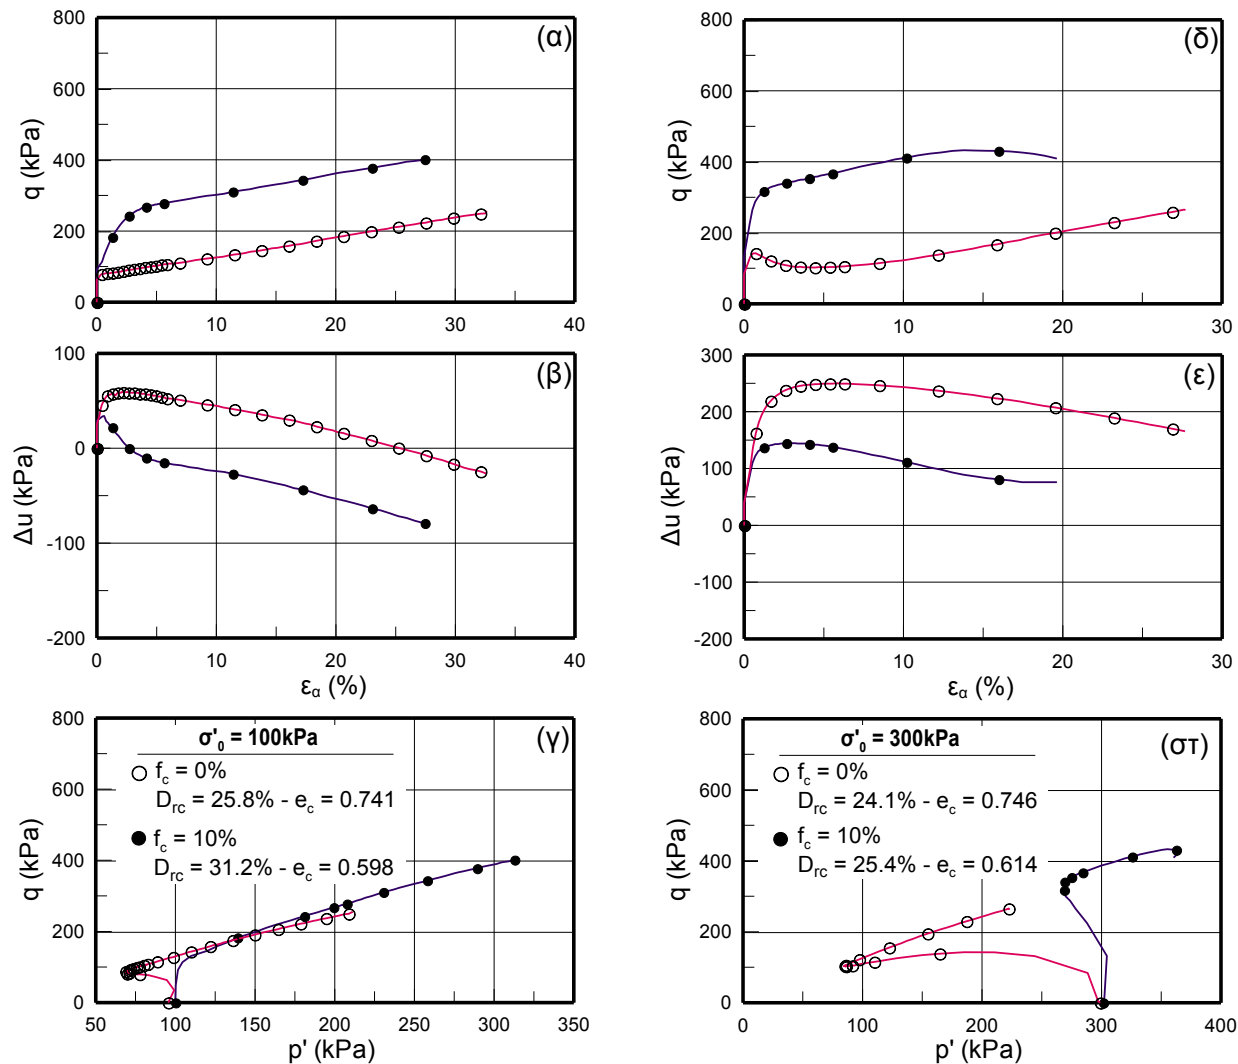 (α)
800
600
400
200
0
q (kPa)
0 10 20 30 40
(δ)
800
600
400
200
0
q (kPa)
0 10 20 30
(β)
100
0
-100
-200
Δu (kPa)
0 10 20 30 40
εα (%)
(ε)
300
200
100
0
-100
-200
Δu (kPa)
0 10 20 30
εα (%)
(γ)
800
600
400
200
0
q (kPa)
σ'0 = 100kPa
fc = 0%
Drc = 25.8% - ec = 0.741
fc = 10%
Drc = 31.2% - ec = 0.598
50 100 150 200 250 300 350
p' (kPa)
(στ)
800
600
400
200
0
q (kPa)
σ'0 = 300kPa
fc = 0%
Drc = 24.1% - ec = 0.746
fc = 10%
Drc = 25.4% - ec = 0.614
0 100 200 300 400
p' (kPa)